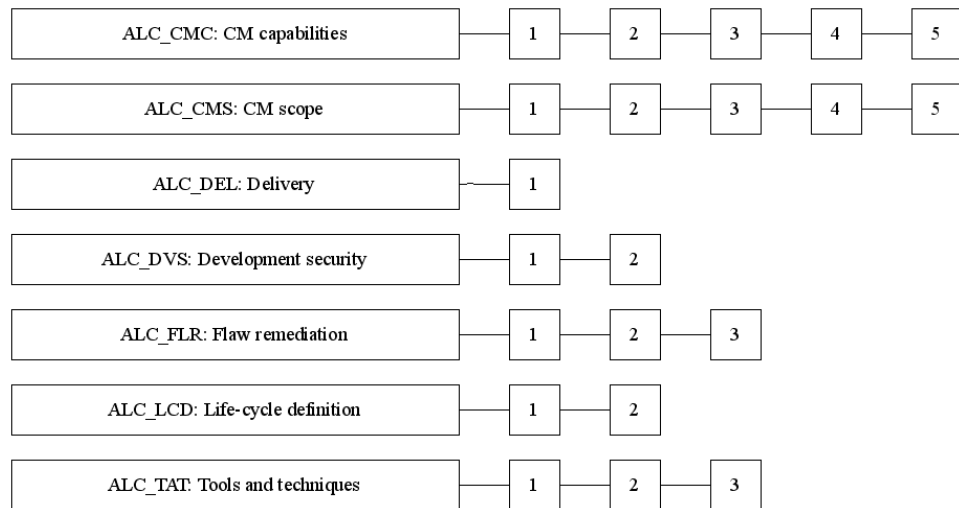 ALC_CMC: CM capabilities 1 2 3 4 5
ALC_CMS: CM scope 1 2 3 4 5
ALC_DEL: Delivery 1
ALC_DVS: Development security 1 2
ALC_FLR: Flaw remediation 1 2 3
ALC_LCD: Life-cycle definition 1 2
ALC_TAT: Tools and techniques 1 2 3